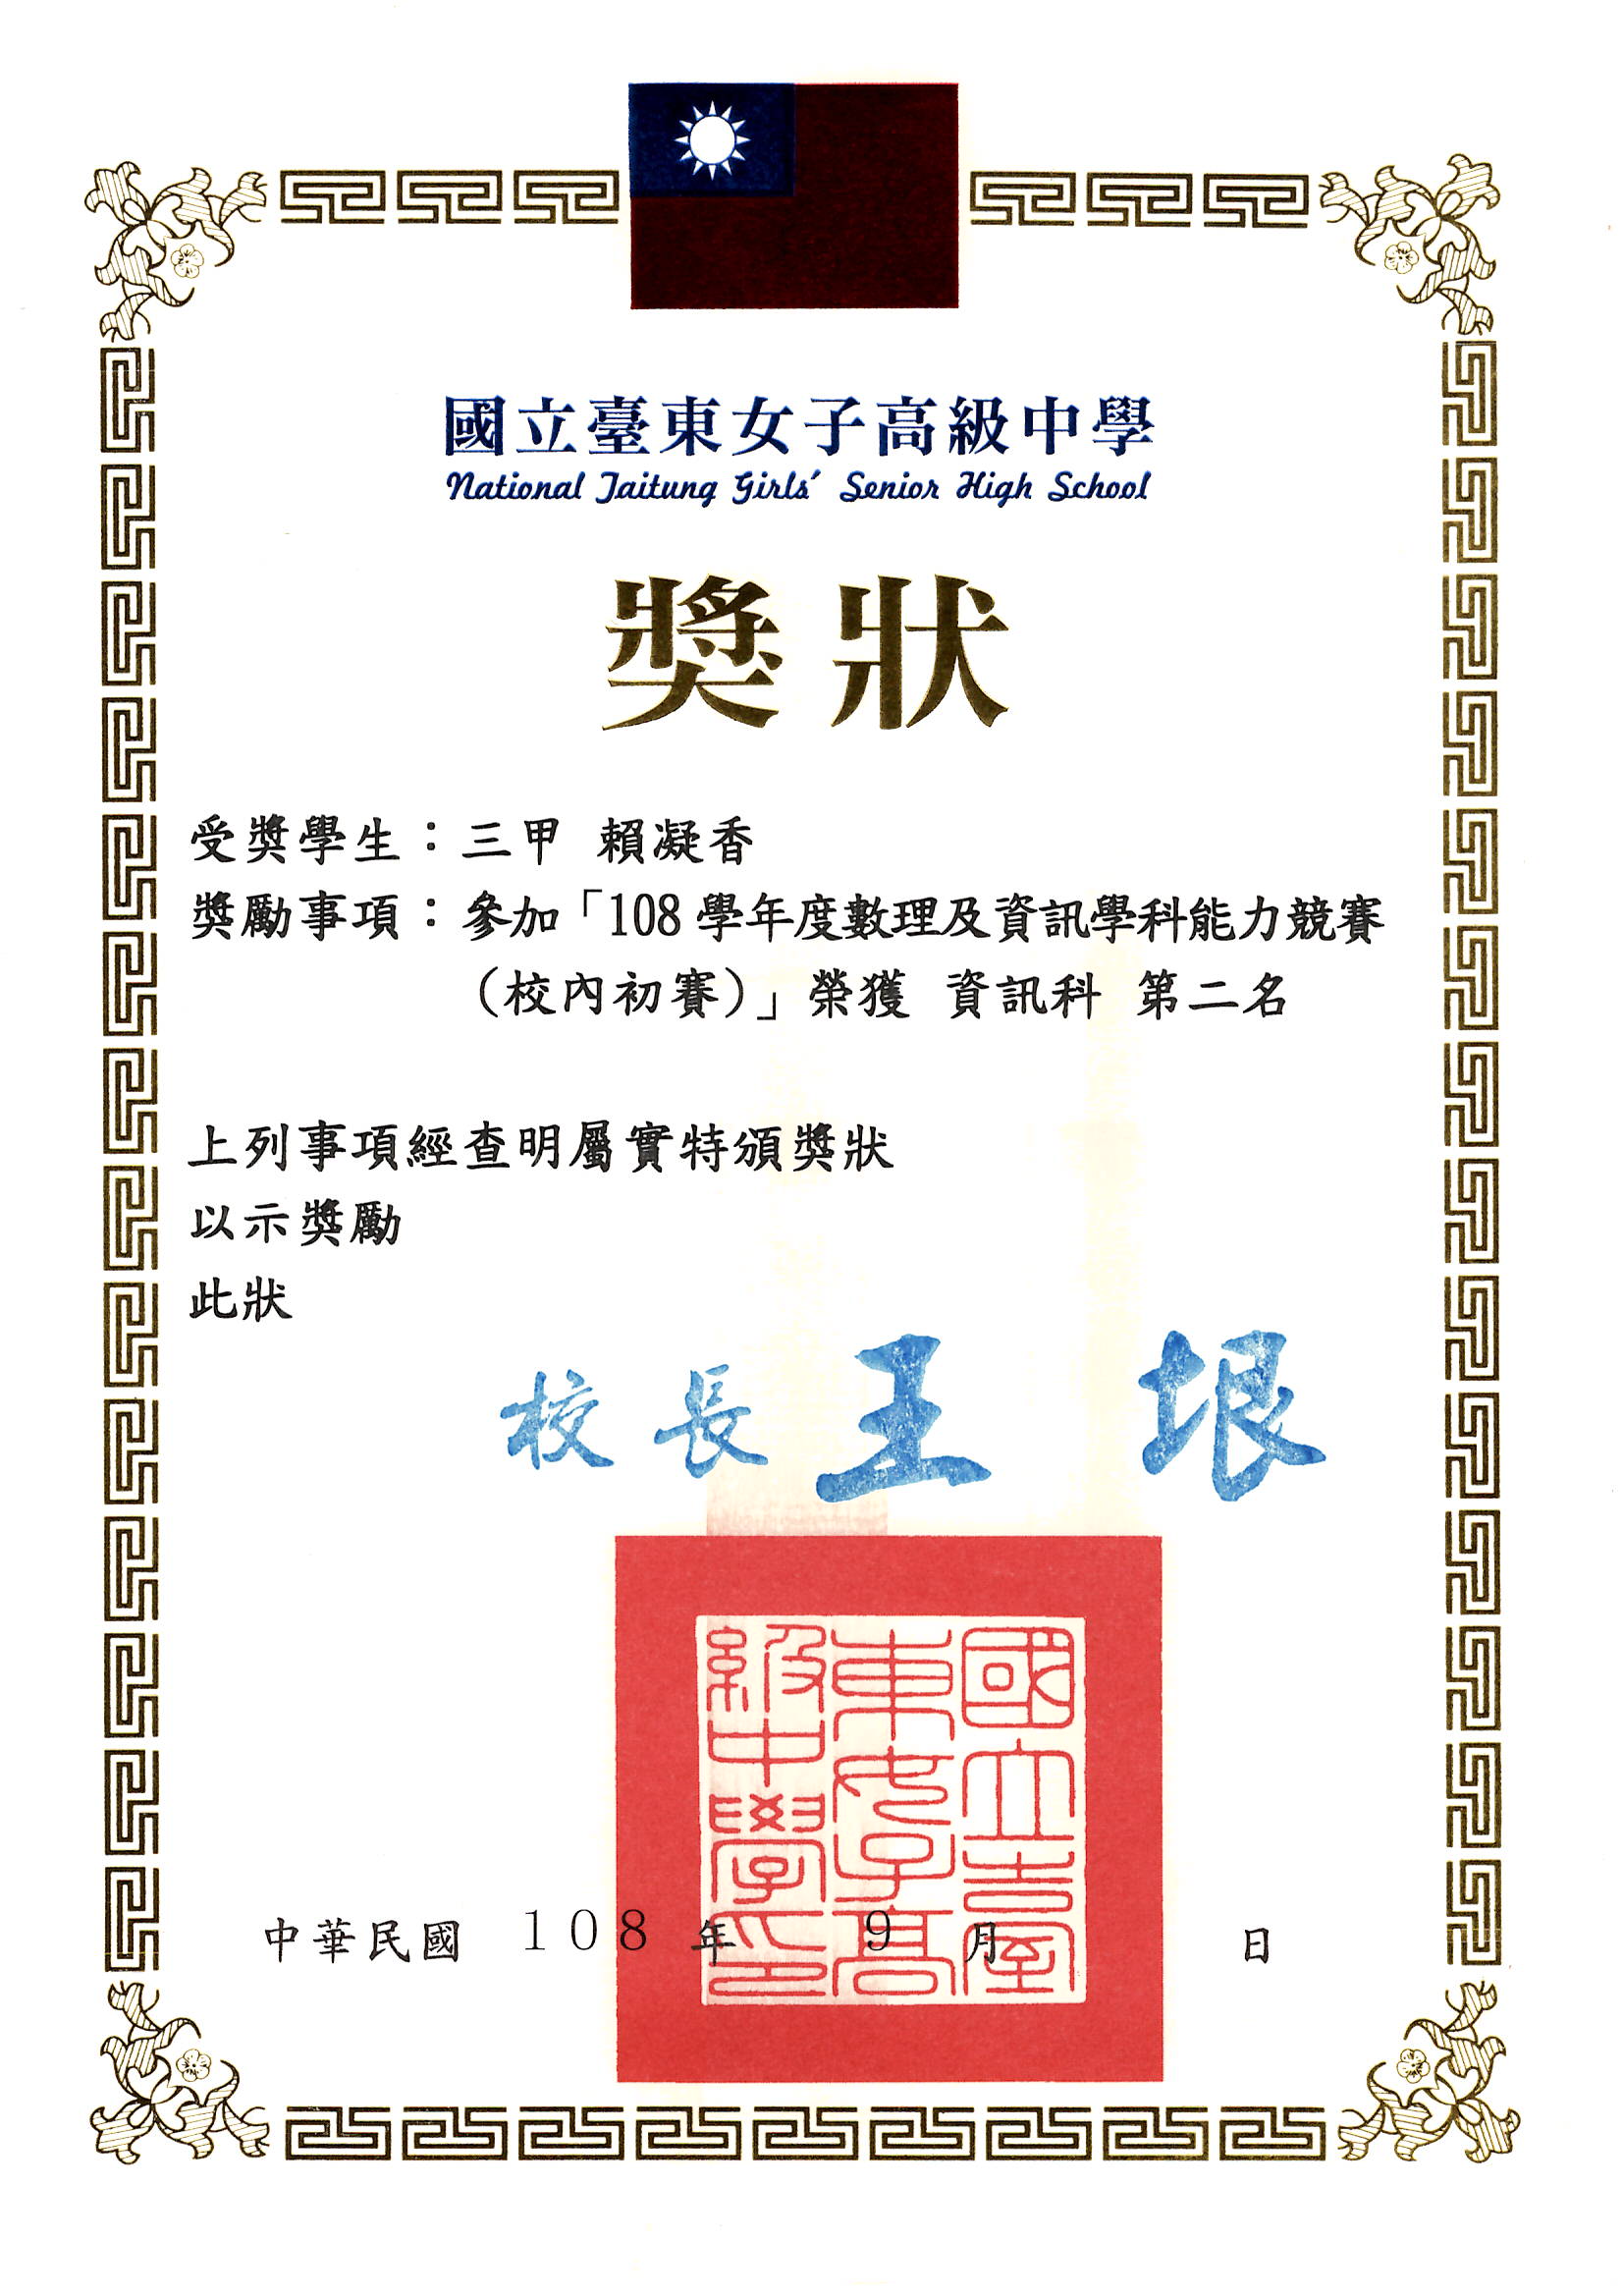 國立臺東女子高級中學
National Taitung Girls' Senior High School
獎狀
受獎學生：三甲 賴凝香
獎勵事項：參加「108學年度數理及資訊學科能力競賽
（校內初賽）」榮獲 資訊科 第二名
上列事項經查明屬實特頒獎狀
以示獎勵
此狀
校長 王垠
國立臺
東女子高
級中學印
中華民國 108 年 9 月 日